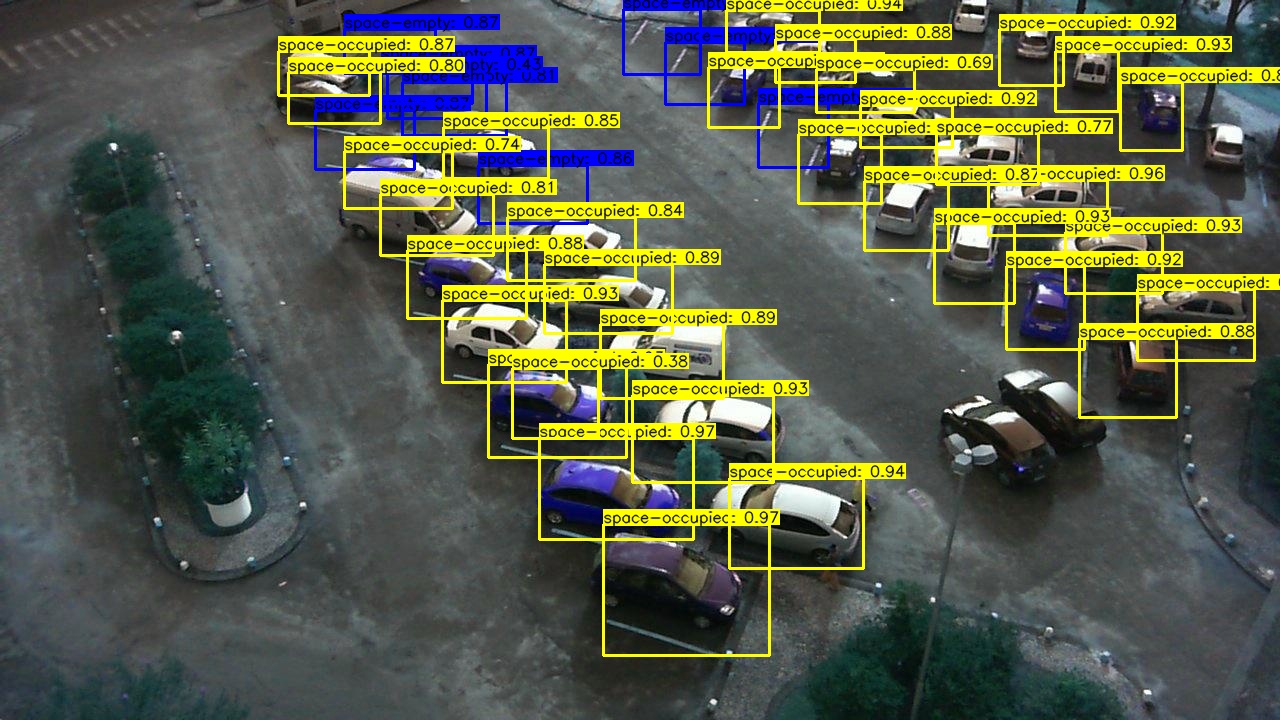 space-empty: 0.87
space-occupied: 0.94
space-occupied: 0.92
space-occupied: 0.88
space-occupied: 0.87
space-occupied: 0.93
space-empty
space-occupied: 0.80
space-occupied: 0.69
space-occupied: 0.92
space-occupied: 0.85
space-occupied: 0.77
space-occupied: 0.74
space-empty: 0.86
space-occupied: 0.87
space-occupied: 0.96
space-occupied: 0.81
space-occupied: 0.84
space-occupied: 0.93
space-occupied: 0.93
space-occupied: 0.88
space-occupied: 0.89
space-occupied: 0.92
space-occupied:
space-occupied: 0.93
space-occupied: 0.89
space-occupied: 0.88
space-occupied: 0.38
space-occupied: 0.93
space-occupied: 0.97
space-occupied: 0.94
space-occupied: 0.97